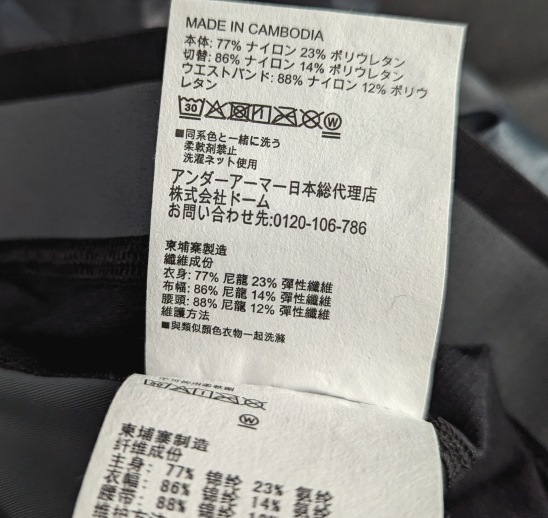 MADE IN CAMBODIA
本体: 77% ナイロン 23% ポリウレタン
切替: 86% ナイロン 14% ポリウレタン
ウエストバンド: 88% ナイロン 12% ポリウ
レタン
30 W
■同系色と一緒に洗う
柔軟剤禁止
洗濯ネット使用
アンダーアーマー日本総代理店
株式会社ドーム
お問い合わせ先:0120-106-786
柬埔寨製造
纖維成份
衣身: 77% 尼龍 23% 彈性纖維
布幅: 86% 尼龍 14% 彈性纖維
腰頭: 88% 尼龍 12% 彈性纖維
維護方法
■與類似顏色衣物一起洗滌
W
柬埔寨制造
纤维成份
主身: 77% 锦纶 23% 氨纶
衣幅: 86% 锦纶 14% 氨纶
腰带: 88% 锦纶